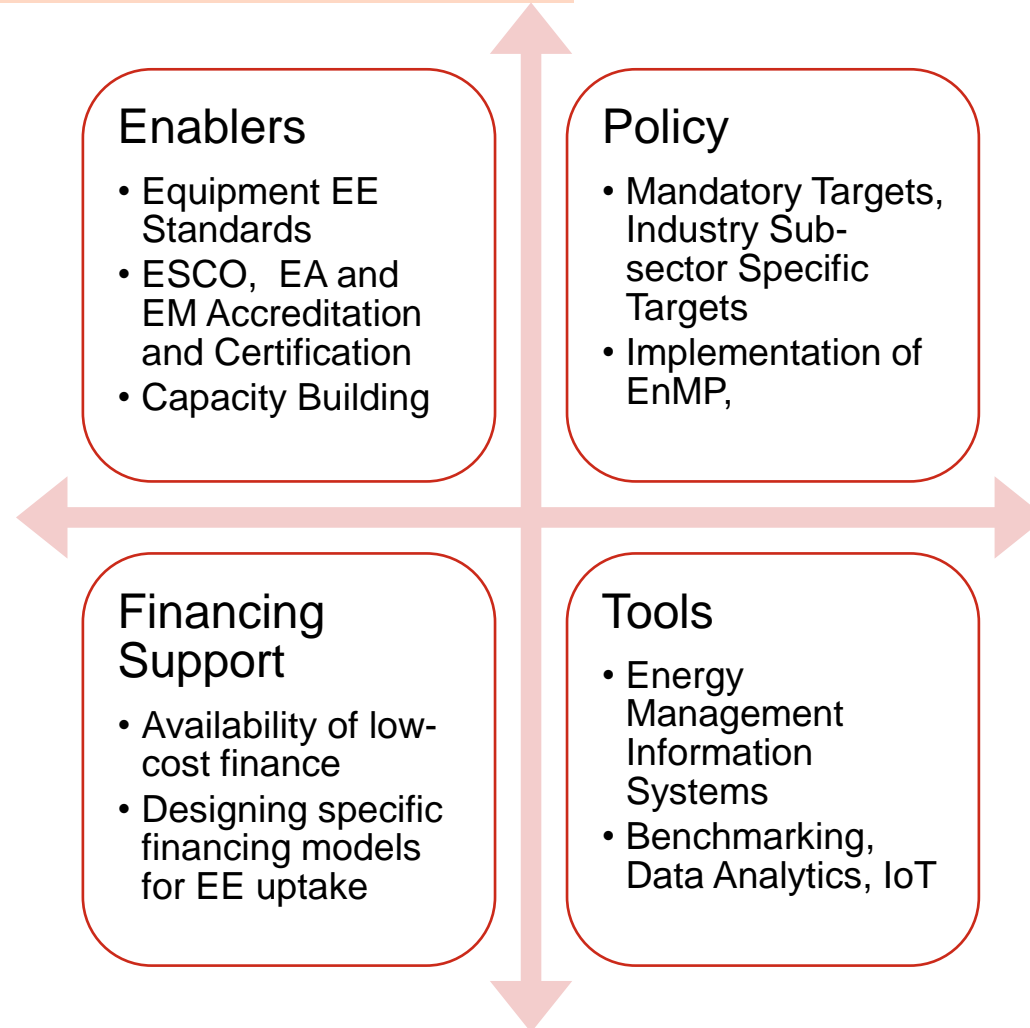 Enablers
• Equipment EE
Standards
• ESCO,  EA and
EM Accreditation
and Certification
• Capacity Building
Policy
• Mandatory Targets,
Industry Sub-
sector Specific
Targets
• Implementation of
EnMP,
Financing
Support
• Availability of low-
cost finance
• Designing specific
financing models
for EE uptake
Tools
• Energy
Management
Information
Systems
• Benchmarking,
Data Analytics, IoT